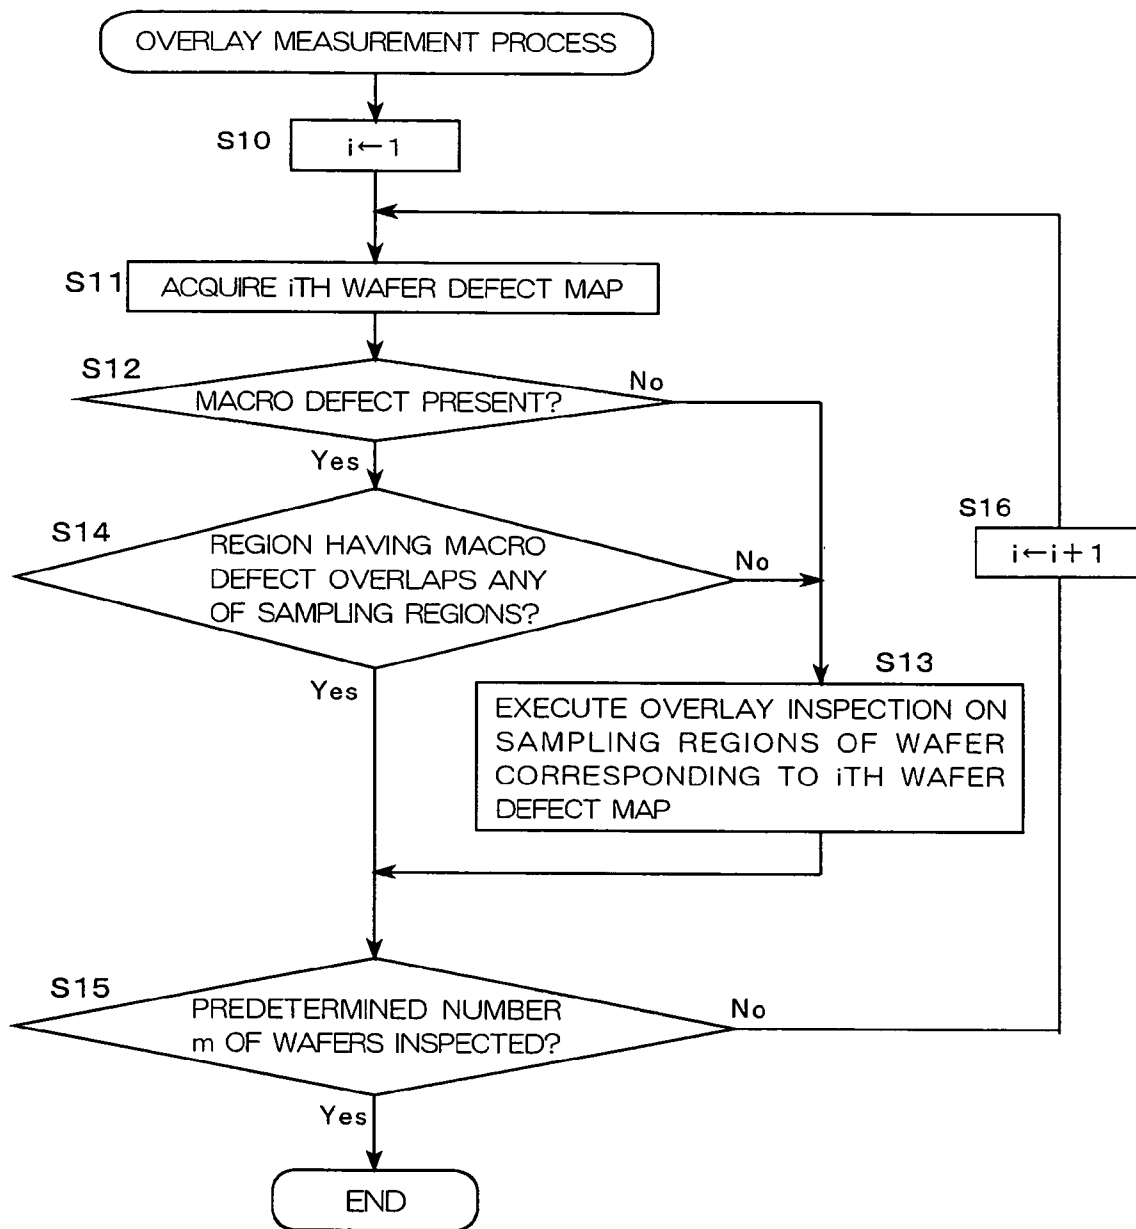 OVERLAY MEASUREMENT PROCESS
S10
i←1
S11
ACQUIRE iTH WAFER DEFECT MAP
S12
MACRO DEFECT PRESENT?
No
Yes
S14
REGION HAVING MACRO
DEFECT OVERLAPS ANY
OF SAMPLING REGIONS?
No
Yes
S16
i←i+1
S13
EXECUTE OVERLAY INSPECTION ON
SAMPLING REGIONS OF WAFER
CORRESPONDING TO iTH WAFER
DEFECT MAP
S15
PREDETERMINED NUMBER
m OF WAFERS INSPECTED?
No
Yes
END